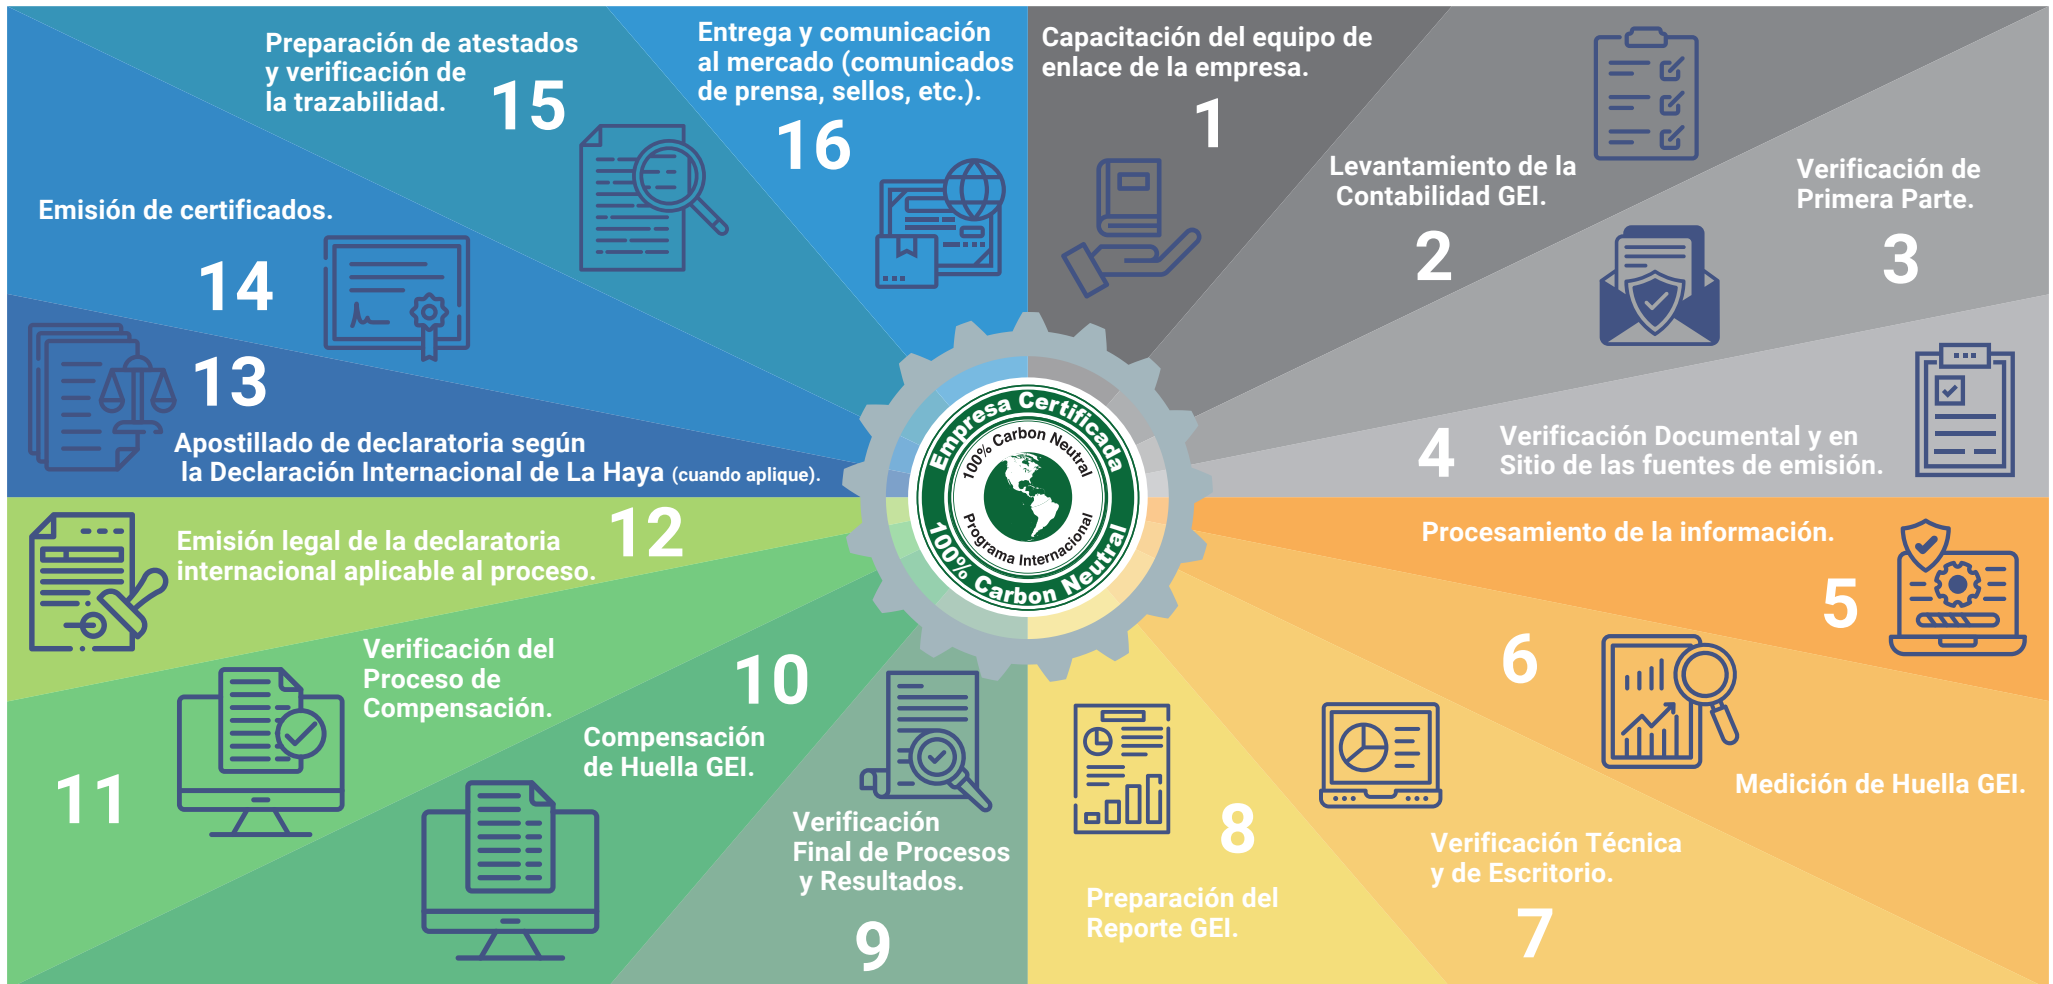 Capacitación del equipo de
enlace de la empresa.
1
Levantamiento de la
Contabilidad GEI.
2
Verificación de
Primera Parte.
3
4
Verificación Documental y en
Sitio de las fuentes de emisión.
Procesamiento de la información.
5
6
Medición de Huella GEI.
Verificación Técnica
y de Escritorio.
7
8
Preparación del
Reporte GEI.
Verificación
Final de Procesos
y Resultados.
9
10
Compensación
de Huella GEI.
Verificación del
Proceso de
Compensación.
11
12
Emisión legal de la declaratoria
internacional aplicable al proceso.
13
Apostillado de declaratoria según
la Declaración Internacional de La Haya (cuando aplique).
Emisión de certificados.
14
Preparación de atestados
y verificación de
la trazabilidad.
15
Entrega y comunicación
al mercado (comunicados
de prensa, sellos, etc.).
16
Empresa Certificada
100% Carbon Neutral
Programa Internacional
100% Carbon Neutral